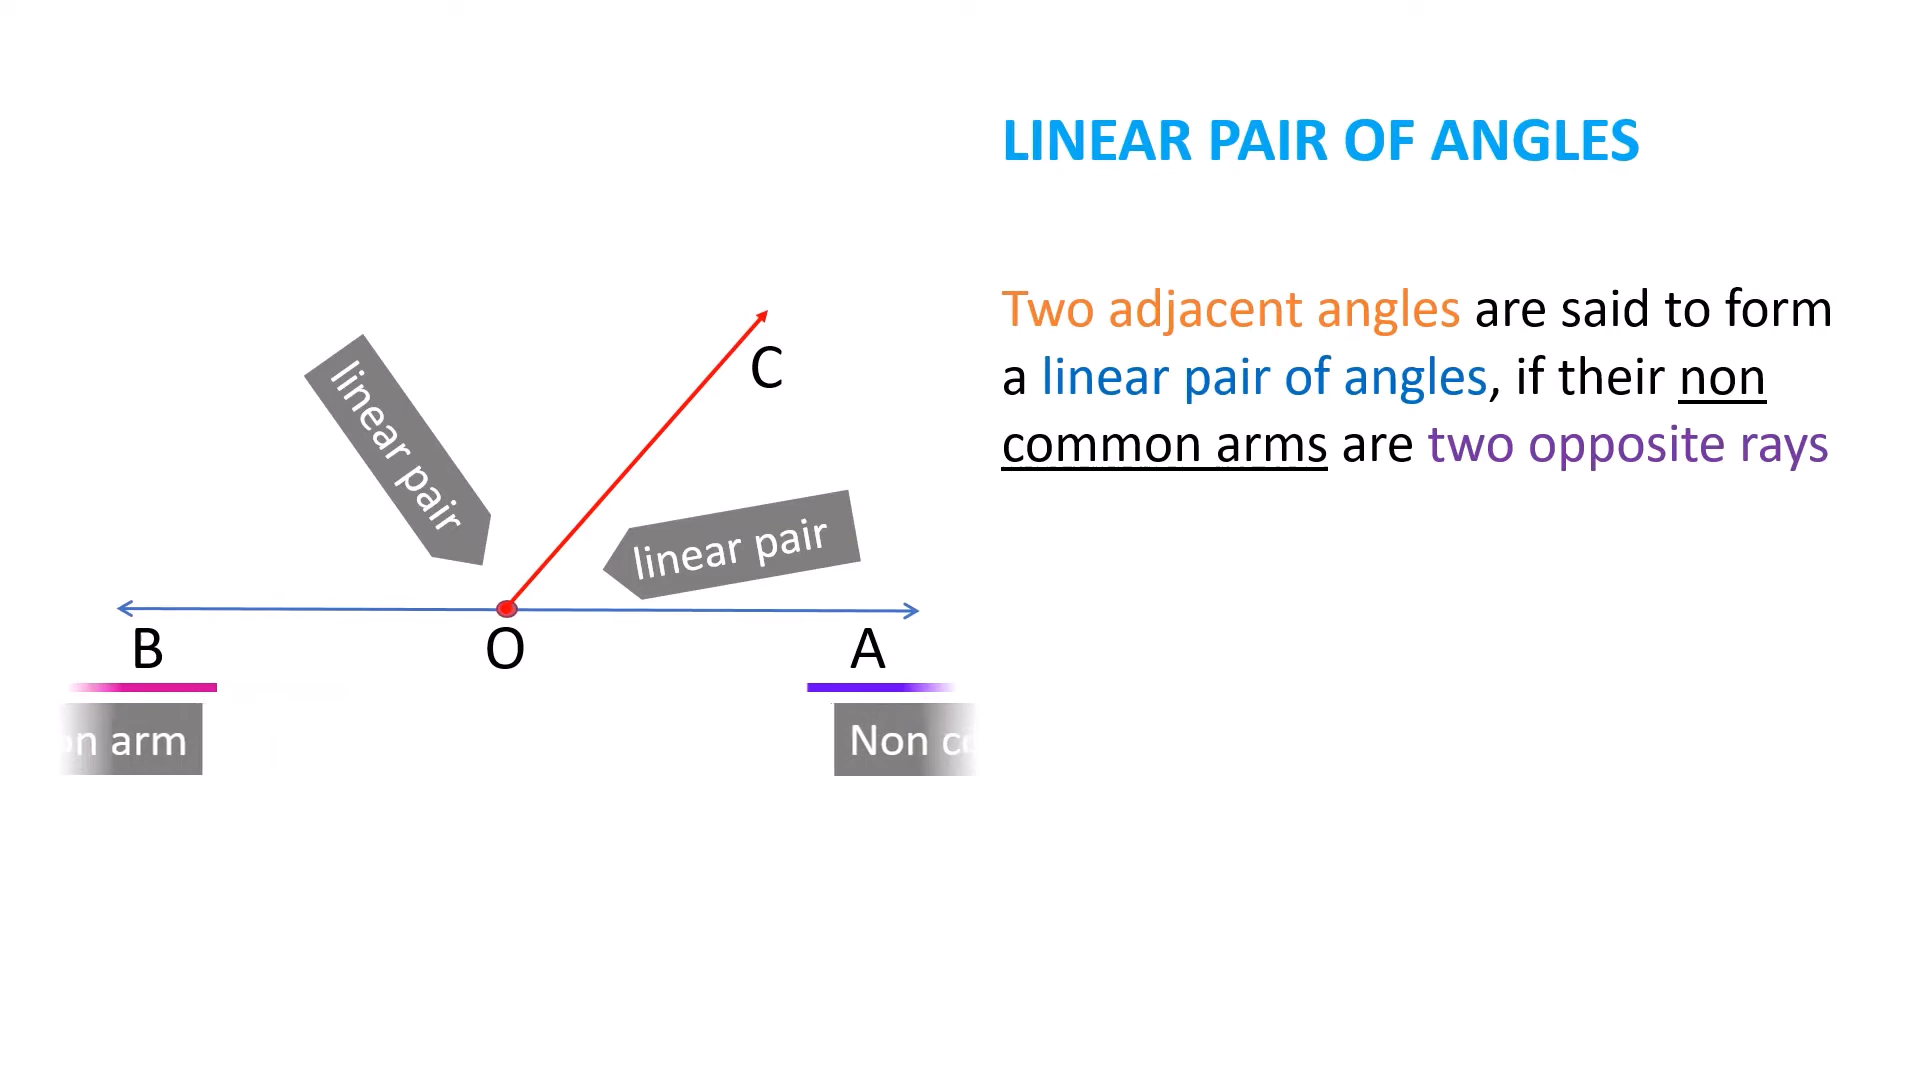 LINEAR PAIR OF ANGLES
Two adjacent angles are said to form
a linear pair of angles, if their non
common arms are two opposite rays
C
linear pair
linear pair
B
O
A
arm
Non